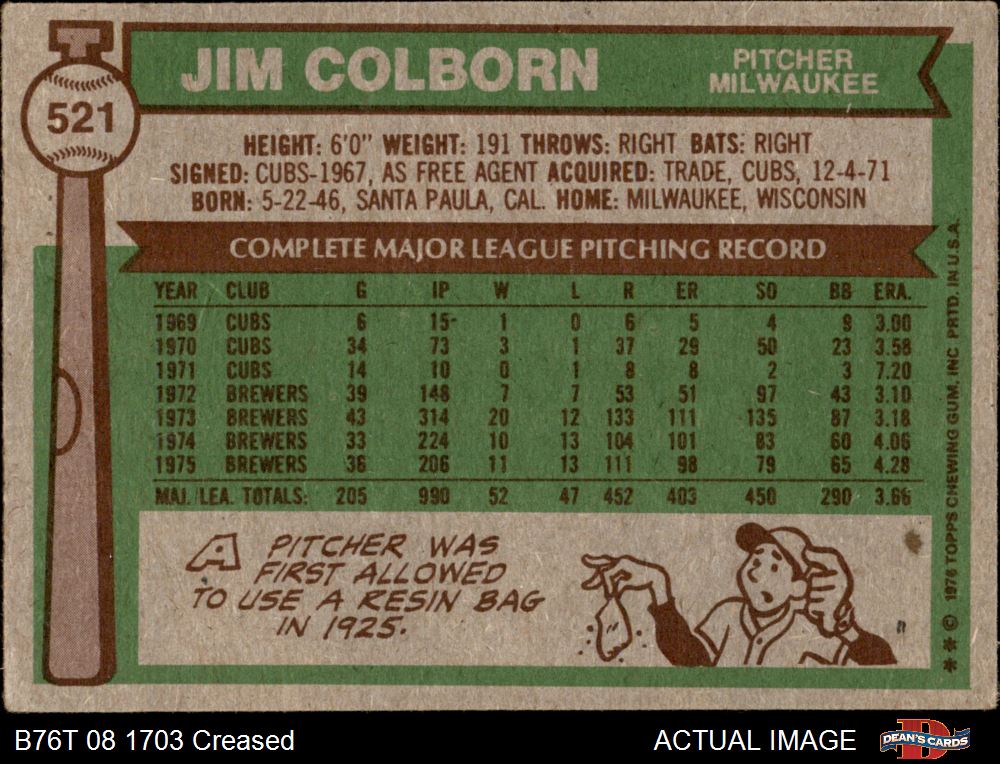 521
JIM COLBORN
PITCHER
MILWAUKEE
HEIGHT: 6'0" WEIGHT: 191 THROWS: RIGHT BATS: RIGHT
SIGNED: CUBS-1967, AS FREE AGENT ACQUIRED: TRADE, CUBS, 12-4-71
BORN: 5-22-46, SANTA PAULA, CAL. HOME: MILWAUKEE, WISCONSIN
COMPLETE MAJOR LEAGUE PITCHING RECORD
YEAR CLUB G IP W L R ER SO BB ERA.
1969 CUBS 6 15- 1 0 6 5 4 9 3.00
1970 CUBS 34 73 3 1 37 29 50 23 3.58
1971 CUBS 14 10 0 1 8 8 2 3 7.20
1972 BREWERS 39 148 7 7 53 51 97 43 3.10
1973 BREWERS 43 314 20 12 133 111 135 87 3.18
1974 BREWERS 33 224 10 13 104 101 83 60 4.06
1975 BREWERS 36 206 11 13 111 98 79 65 4.28
MAJ. LEA. TOTALS: 205 990 52 47 452 403 450 290 3.66
A PITCHER WAS
FIRST ALLOWED
TO USE A RESIN BAG
IN 1925.
** © 1976 TOPPS CHEWING GUM, INC PRTD. IN U.S.A.
B76T 08 1703 Creased
ACTUAL IMAGE
D
DEAN'S CARDS